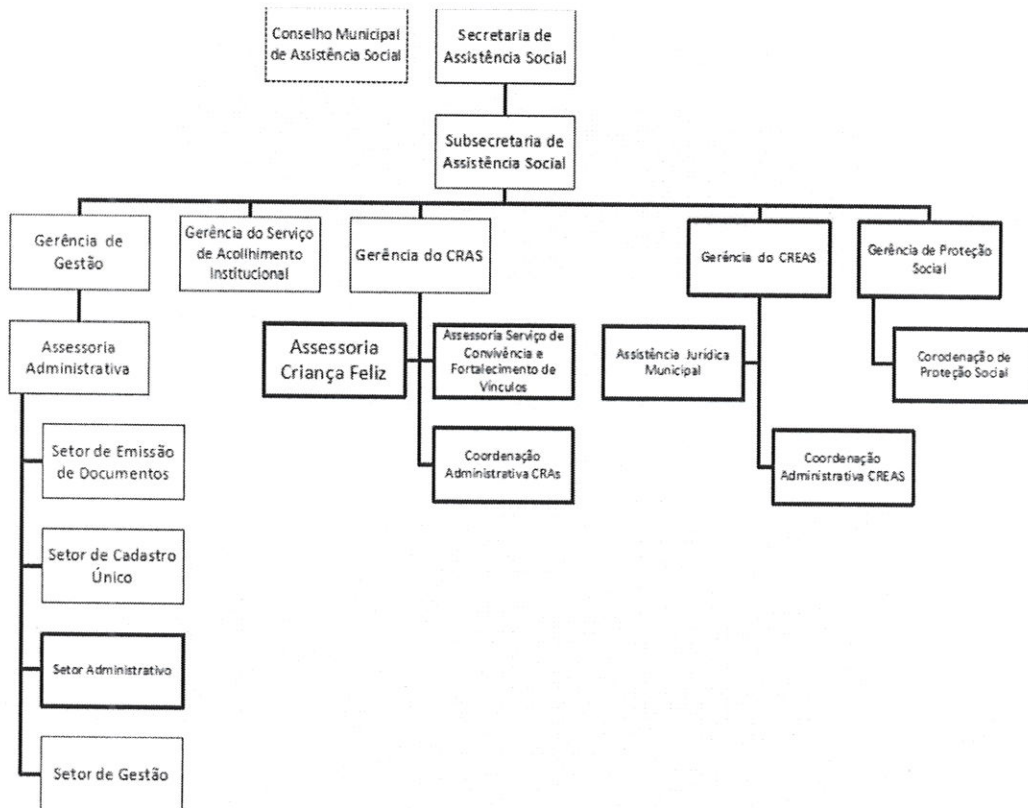 Conselho Municipal
de Assistência Social
Secretaria de
Assistência Social
Subsecretaria de
Assistência Social
Gerência de
Gestão
Gerência do Serviço
de Acolhimento
Institucional
Gerência do CRAS
Gerência do CREAS
Gerência de Proteção
Social
Assessoria
Administrativa
Assessoria
Criança Feliz
Assessoria Serviço de
Convivência e
Fortalecimento de
Vínculos
Assistência Jurídica
Municipal
Corodenação de
Proteção Social
Setor de Emissão
de Documentos
Coordenação
Administrativa CRAs
Coordenação
Administrativa CREAS
Setor de Cadastro
Único
Setor Administrativo
Setor de Gestão